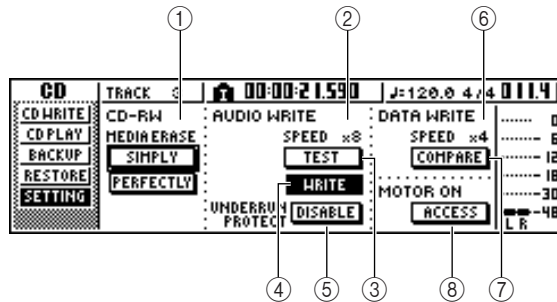 ① ② ⑥
CD TRACK 00:00:21.590 ♩=120.0 4/4 011.4
CD WRITE CD-RW AUDIO WRITE DATA WRITE
CD PLAY MEDIA ERASE SPEED x8 SPEED x4
BACKUP SIMPLY TEST COMPARE
RESTORE PERFECTLY WRITE
SETTING MOTOR ON
UNDERRUN PROTECT DISABLE ACCESS
L R
0
6
12
18
30
48
④ ⑤ ③ ⑧ ⑦